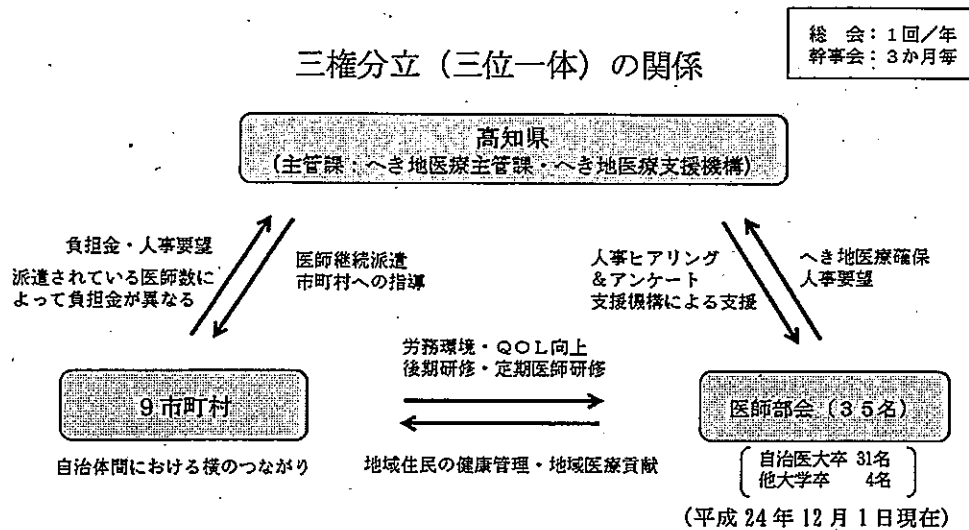 総　会：１回／年
幹事会：３か月毎
三権分立（三位一体）の関係
高知県
（主管課：へき地医療主管課・へき地医療支援機構）
負担金・人事要望
派遣されている医師数に
よって負担金が異なる
医師継続派遣
市町村への指導
人事ヒアリング
＆アンケート
支援機構による支援
へき地医療確保
人事要望
労務環境・ＱＯＬ向上
後期研修・定期医師研修
９市町村
医師部会（３５名）
自治体間における横のつながり
地域住民の健康管理・地域医療貢献
自治医大卒 31名
他大学卒　 4名
（平成 24 年 12 月 1 日現在）